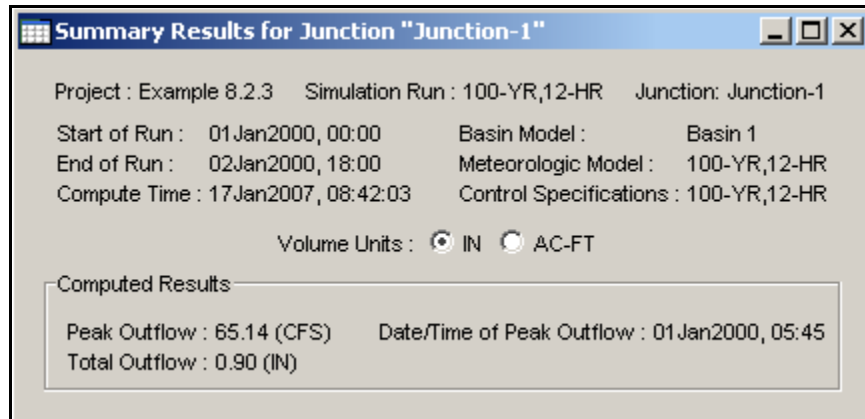 Summary Results for Junction "Junction-1"
Project : Example 8.2.3 Simulation Run : 100-YR,12-HR Junction: Junction-1
Start of Run : 01Jan2000, 00:00 Basin Model : Basin 1
End of Run : 02Jan2000, 18:00 Meteorologic Model : 100-YR,12-HR
Compute Time : 17Jan2007, 08:42:03 Control Specifications : 100-YR,12-HR
Volume Units : IN AC-FT
Computed Results
Peak Outflow : 65.14 (CFS) Date/Time of Peak Outflow : 01Jan2000, 05:45
Total Outflow : 0.90 (IN)